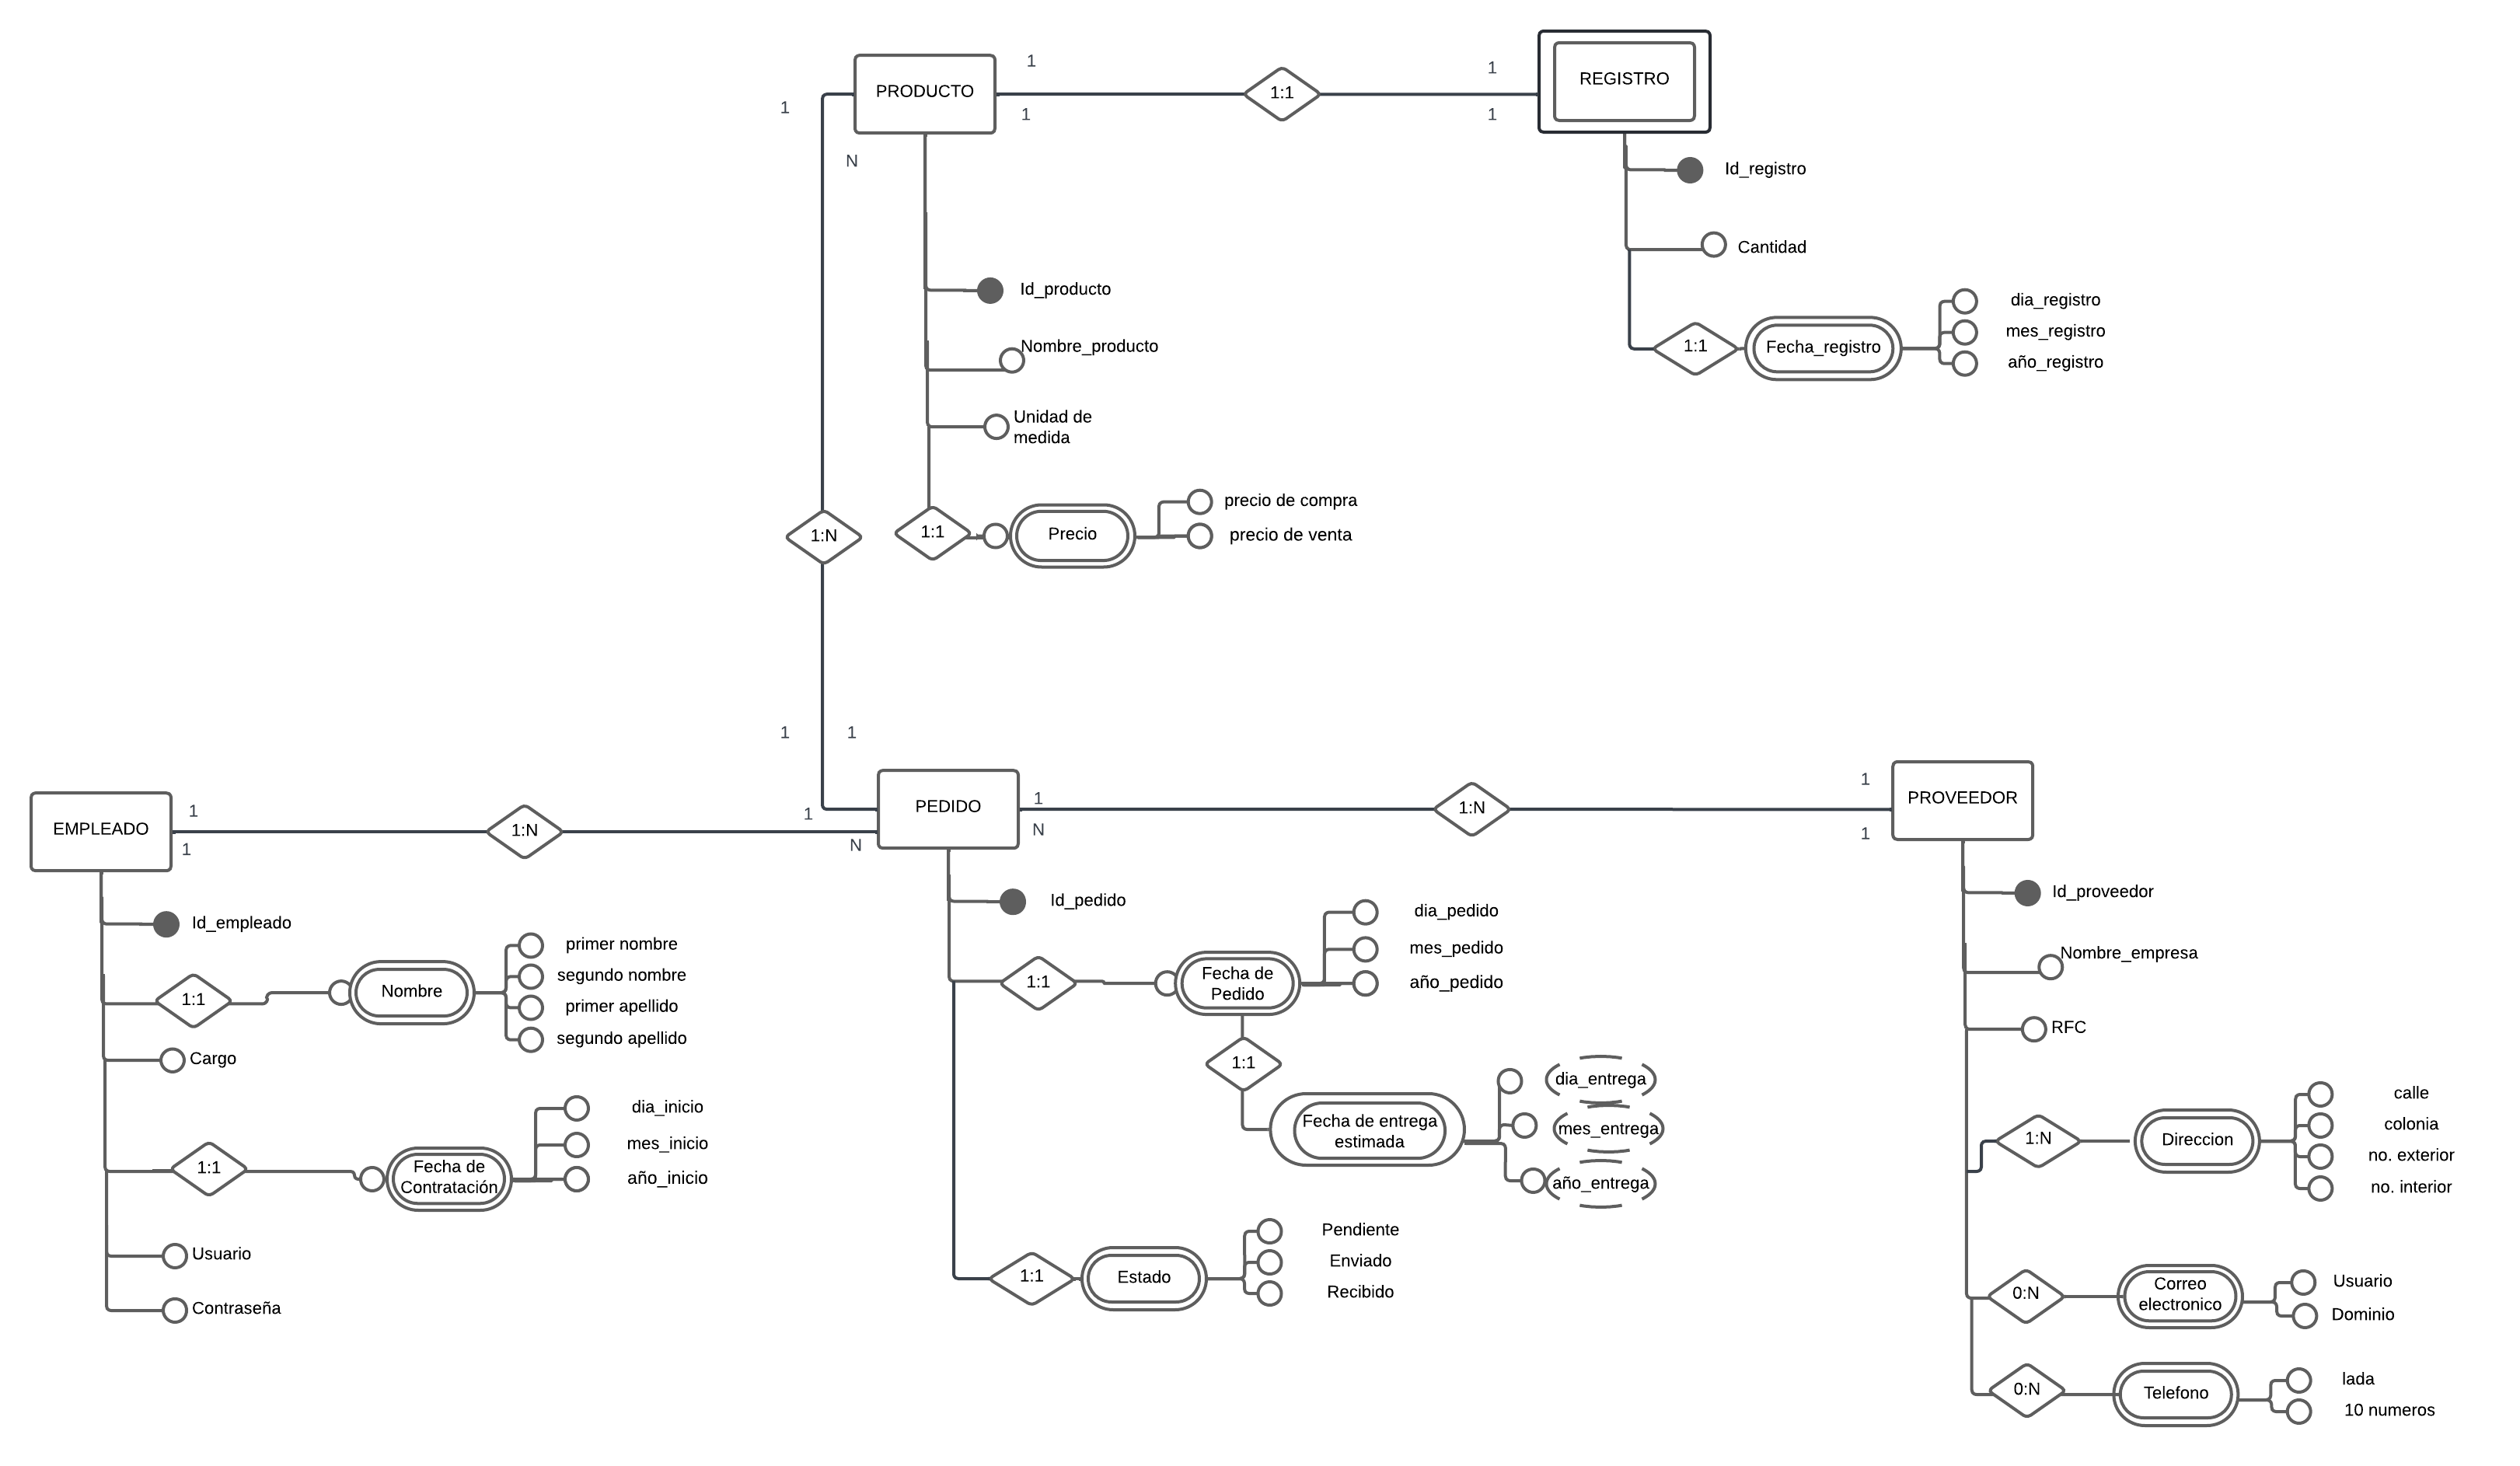 PRODUCTO
1
1
1:1
1
1
REGISTRO
1
N
Id_registro
Cantidad
1:1
Fecha_registro
dia_registro
mes_registro
año_registro
Id_producto
Nombre_producto
Unidad de
medida
1:N
1:1
Precio
precio de compra
precio de venta
1
1
EMPLEADO
1
1
1:N
1
N
PEDIDO
1
N
1:N
1
1
PROVEEDOR
Id_empleado
1:1
Nombre
primer nombre
segundo nombre
primer apellido
segundo apellido
Cargo
1:1
Fecha de
Contratación
dia_inicio
mes_inicio
año_inicio
Usuario
Contraseña
Id_pedido
1:1
Fecha de
Pedido
dia_pedido
mes_pedido
año_pedido
1:1
Fecha de entrega
estimada
dia_entrega
mes_entrega
año_entrega
1:1
Estado
Pendiente
Enviado
Recibido
Id_proveedor
Nombre_empresa
RFC
1:N
Direccion
calle
colonia
no. exterior
no. interior
0:N
Correo
electronico
Usuario
Dominio
0:N
Telefono
lada
10 numeros